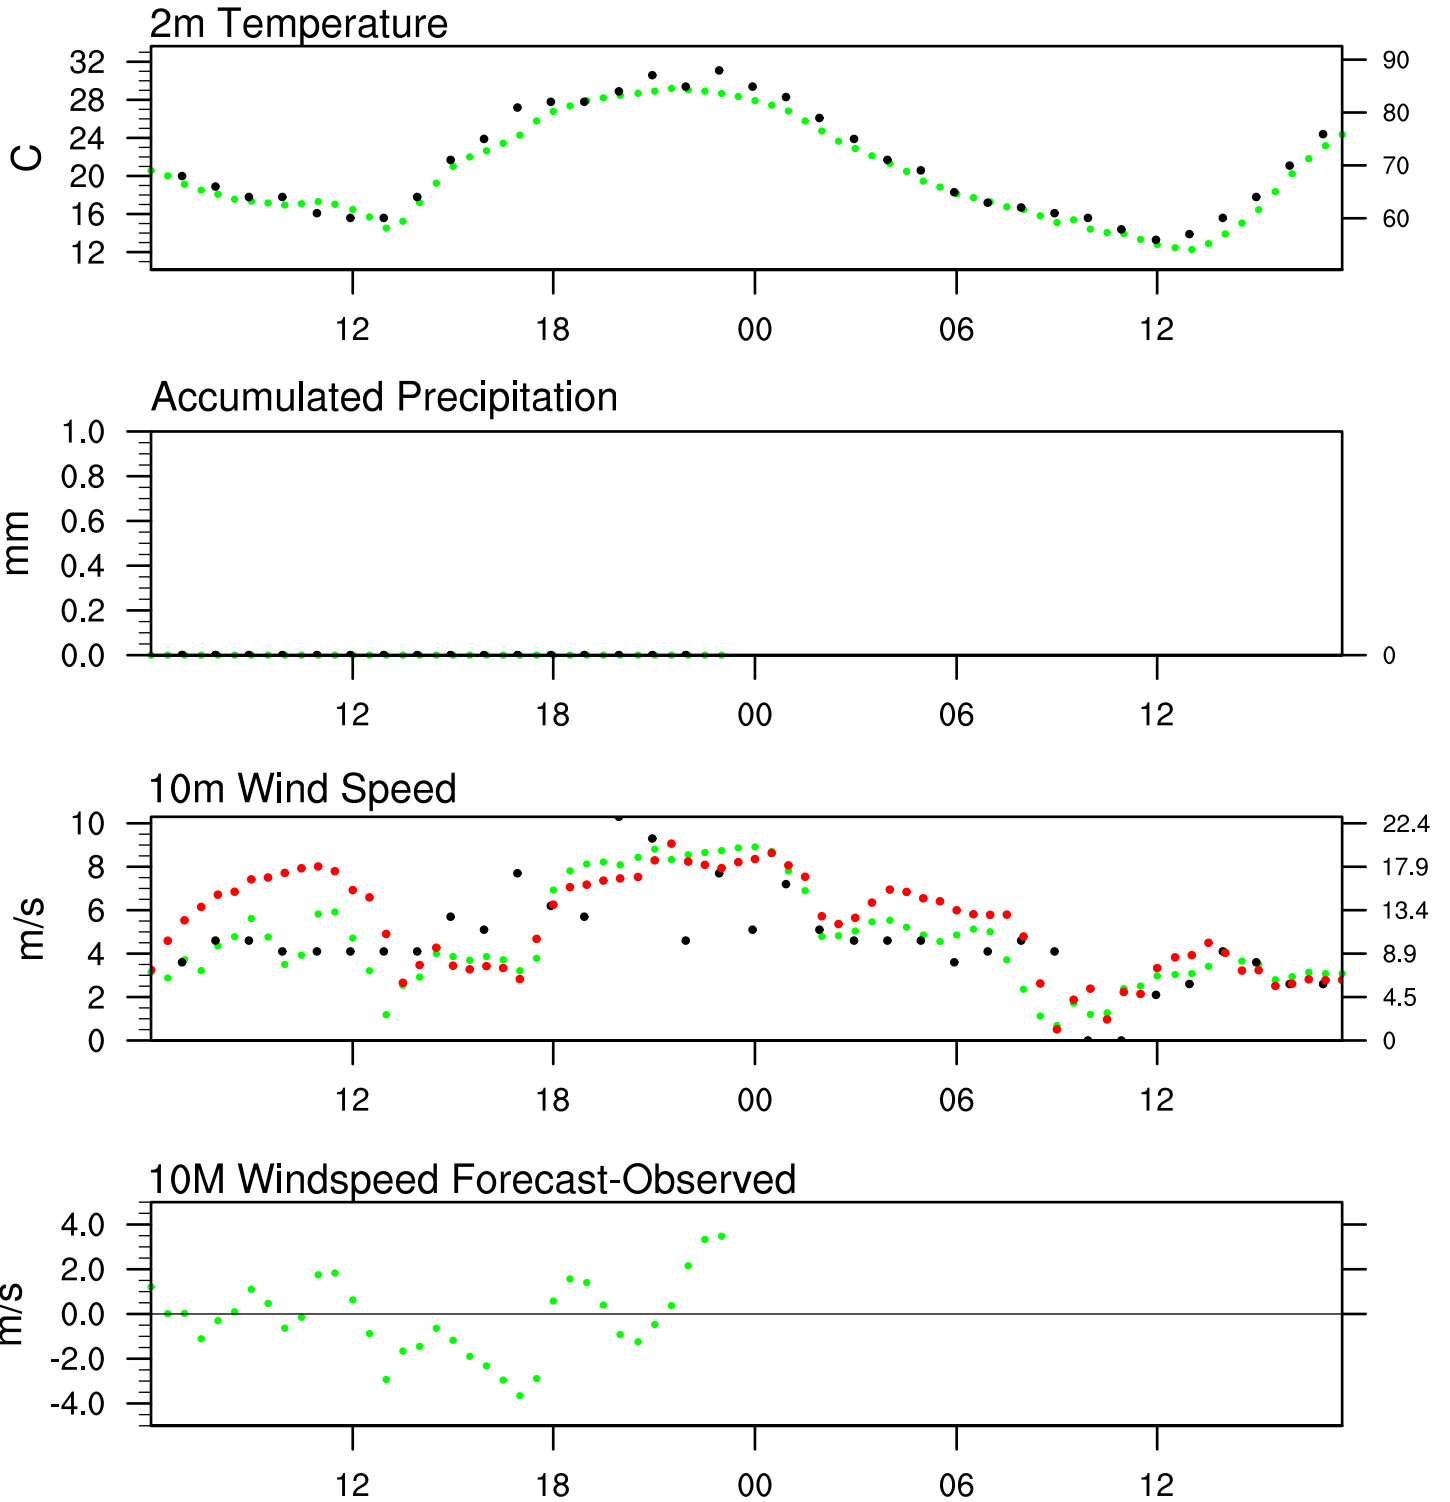 2m Temperature
32
28
24
20
16
12
C
90
80
70
60
12 18 00 06 12
Accumulated Precipitation
1.0
0.8
0.6
0.4
0.2
0.0
mm
0
12 18 00 06 12
10m Wind Speed
10
8
6
4
2
0
m/s
22.4
17.9
13.4
8.9
4.5
0
12 18 00 06 12
10M Windspeed Forecast-Observed
4.0
2.0
0.0
-2.0
-4.0
m/s
12 18 00 06 12